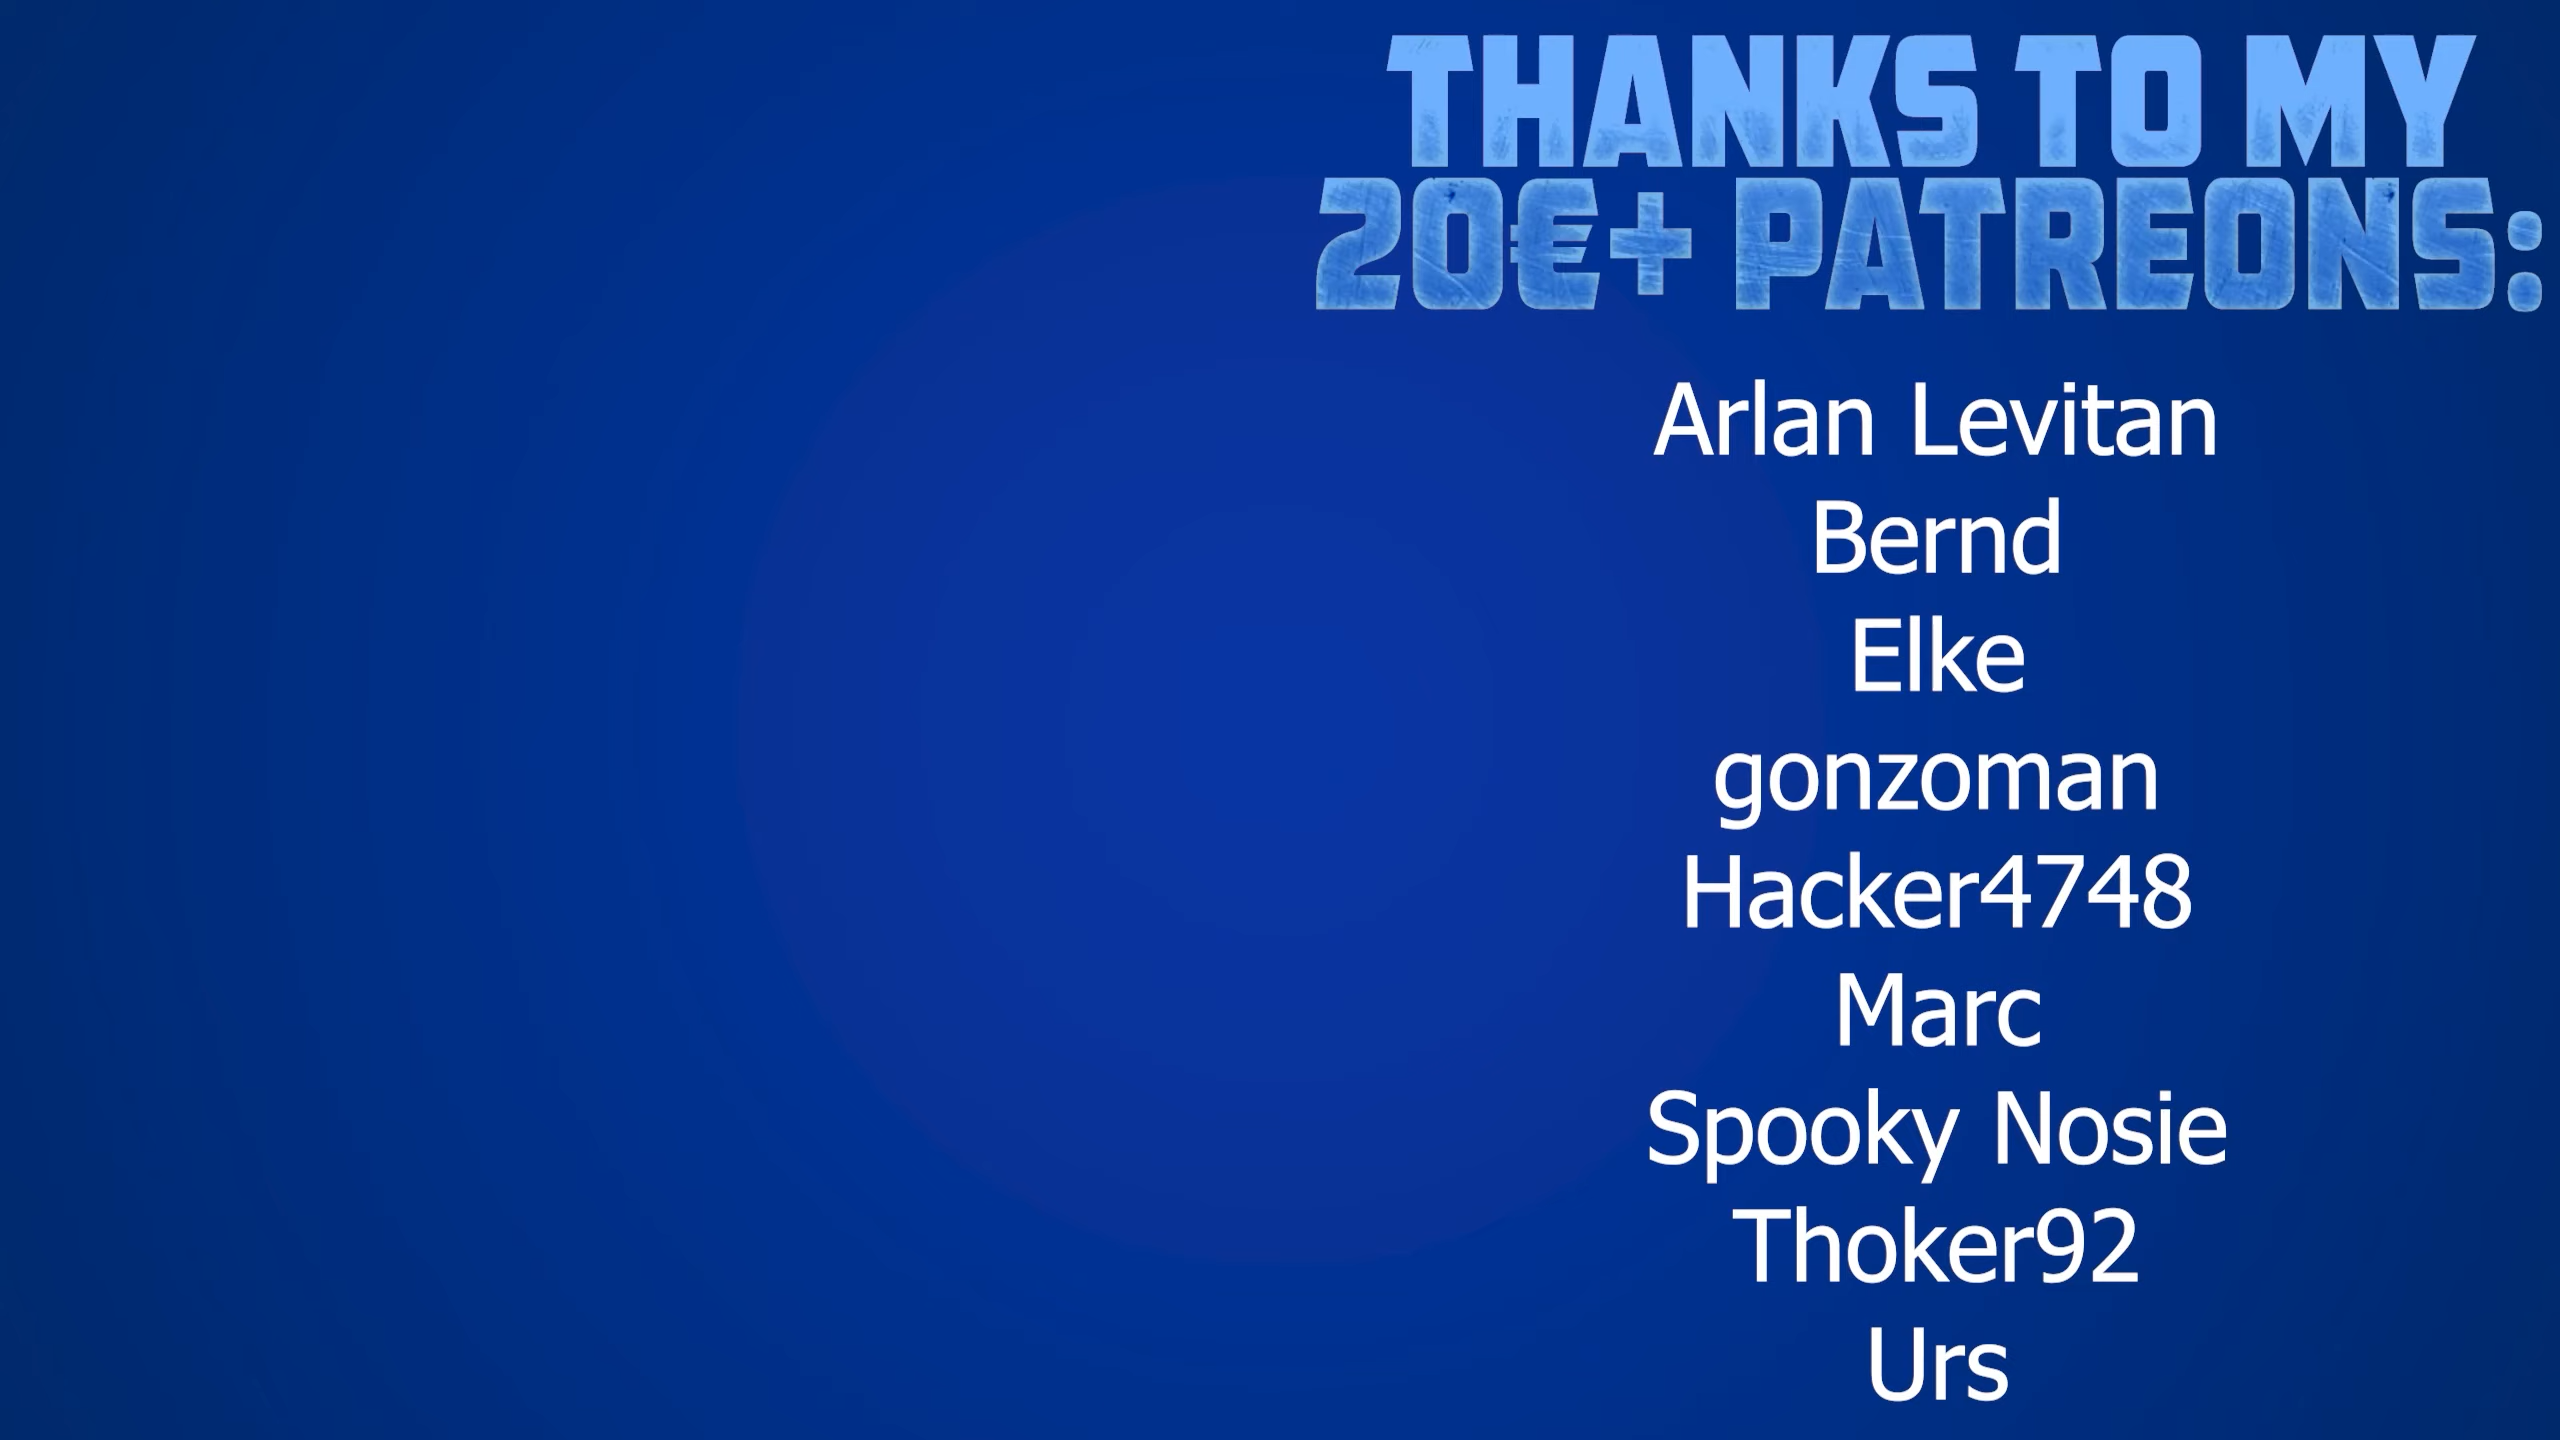 THANKS TO MY
20€+ PATREONS:
Arlan Levitan
Bernd
Elke
gonzoman
Hacker4748
Marc
Spooky Nosie
Thoker92
Urs